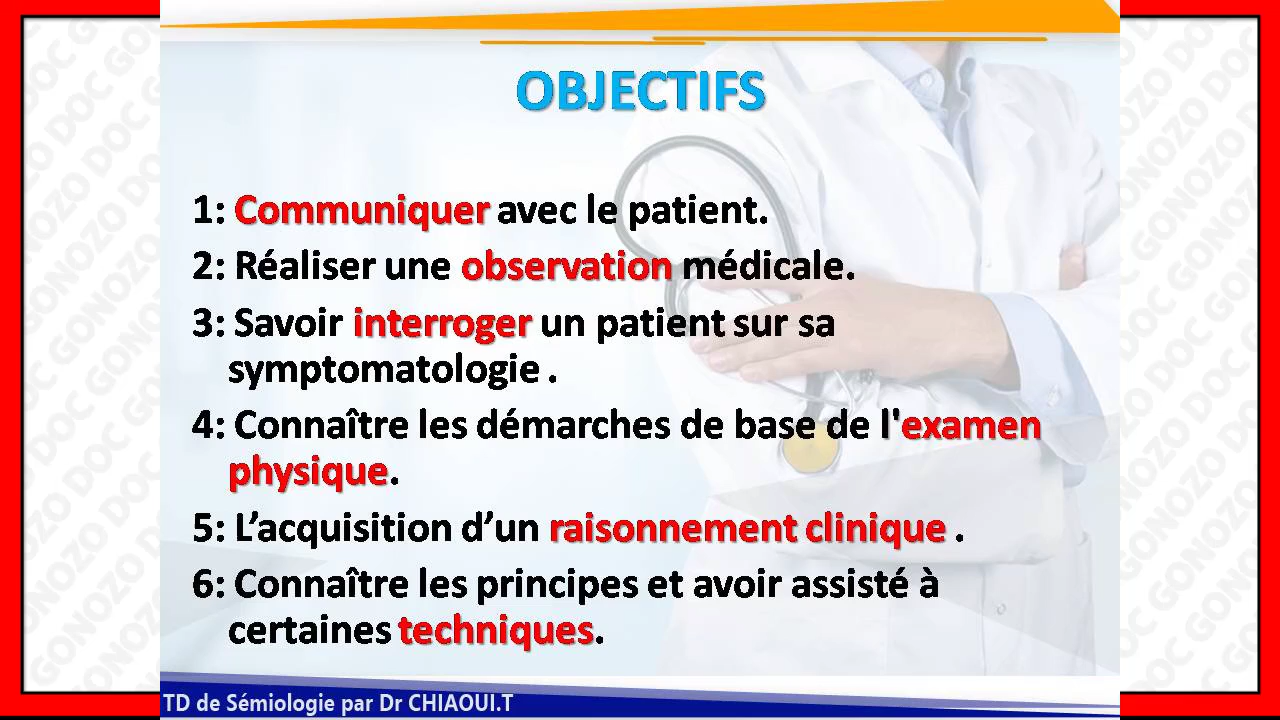 OBJECTIFS
1: Communiquer avec le patient.
2: Réaliser une observation médicale.
3: Savoir interroger un patient sur sa
symptomatologie .
4: Connaître les démarches de base de l'examen
physique.
5: L’acquisition d’un raisonnement clinique .
6: Connaître les principes et avoir assisté à
certaines techniques.
TD de Sémiologie par Dr CHIAOUI.T
GONOZO DOC